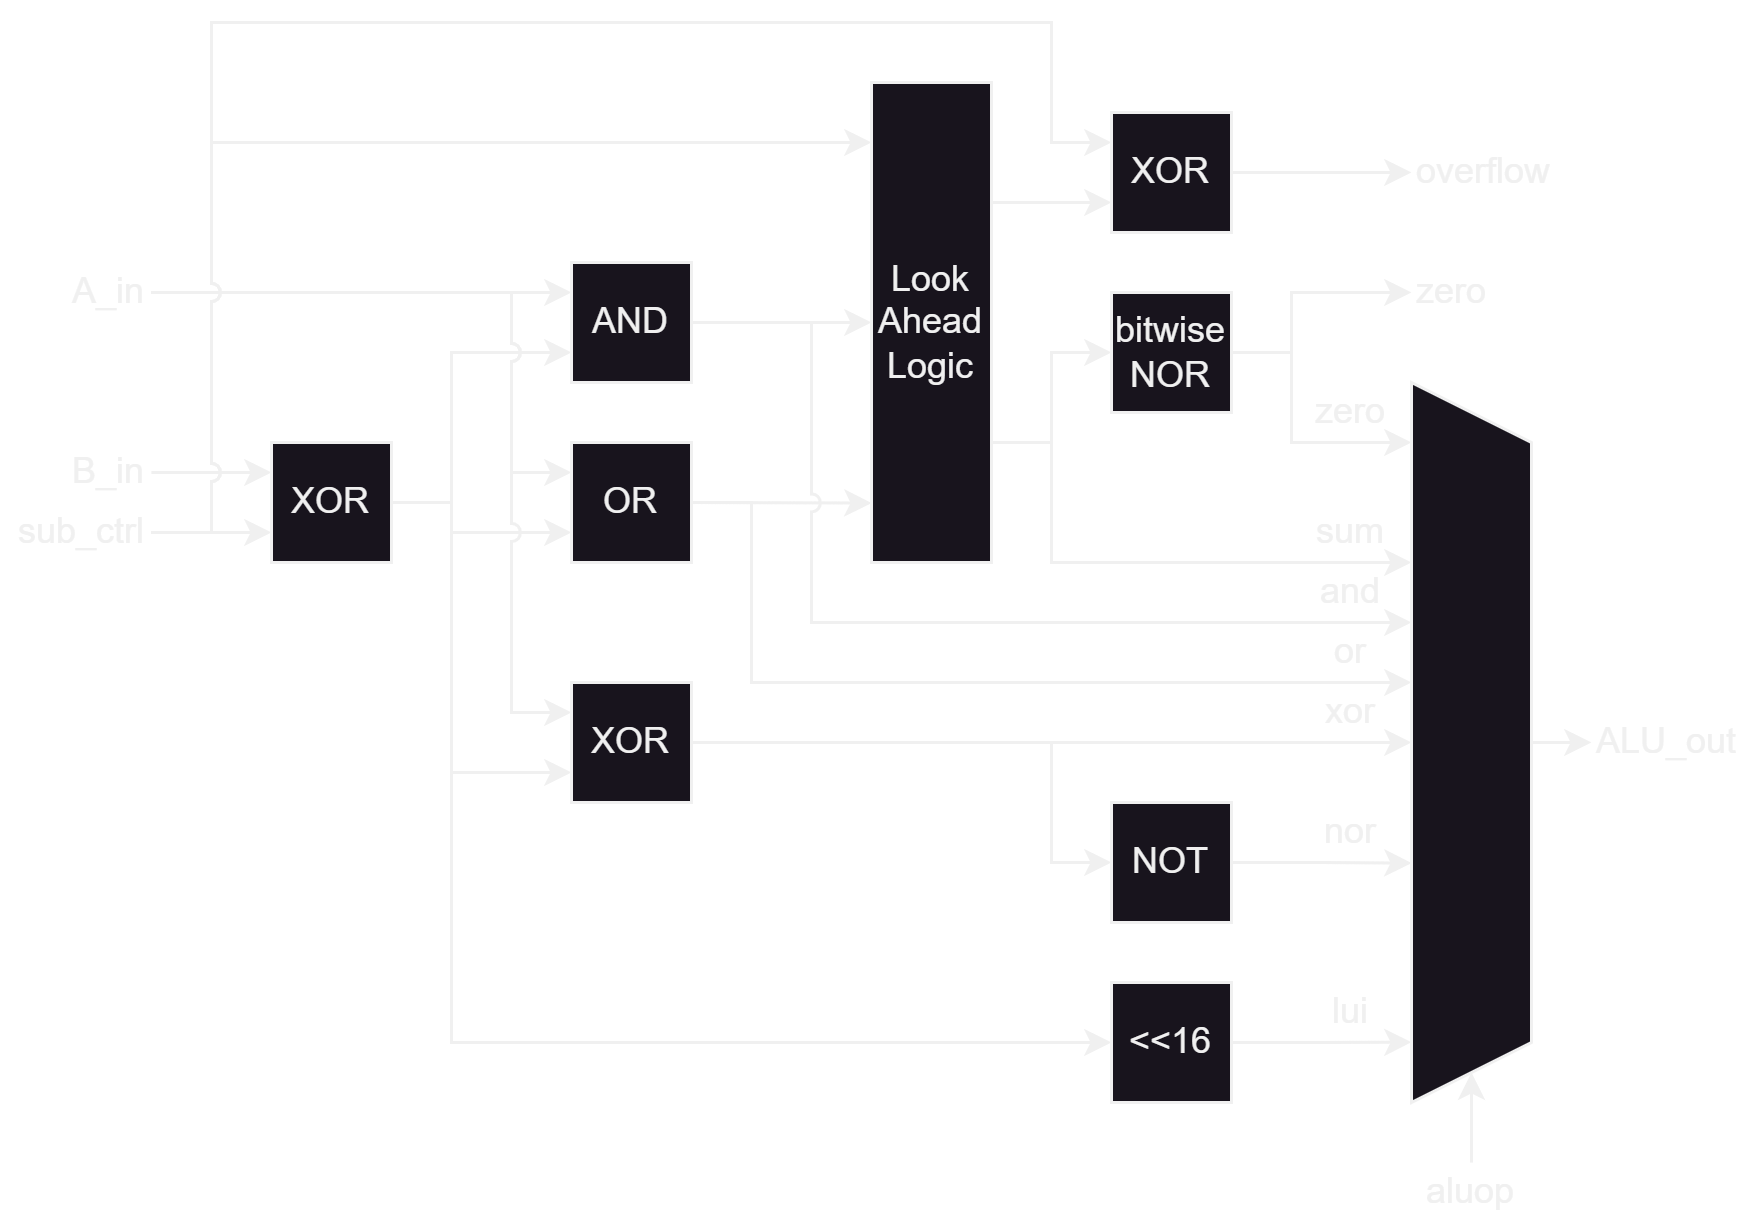 XOR
overflow
Look
Ahead
Logic
A_in
AND
bitwise
NOR
zero
zero
B_in
XOR
OR
sub_ctrl
sum
and
or
xor
XOR
ALU_out
nor
NOT
lui
<<16
aluop